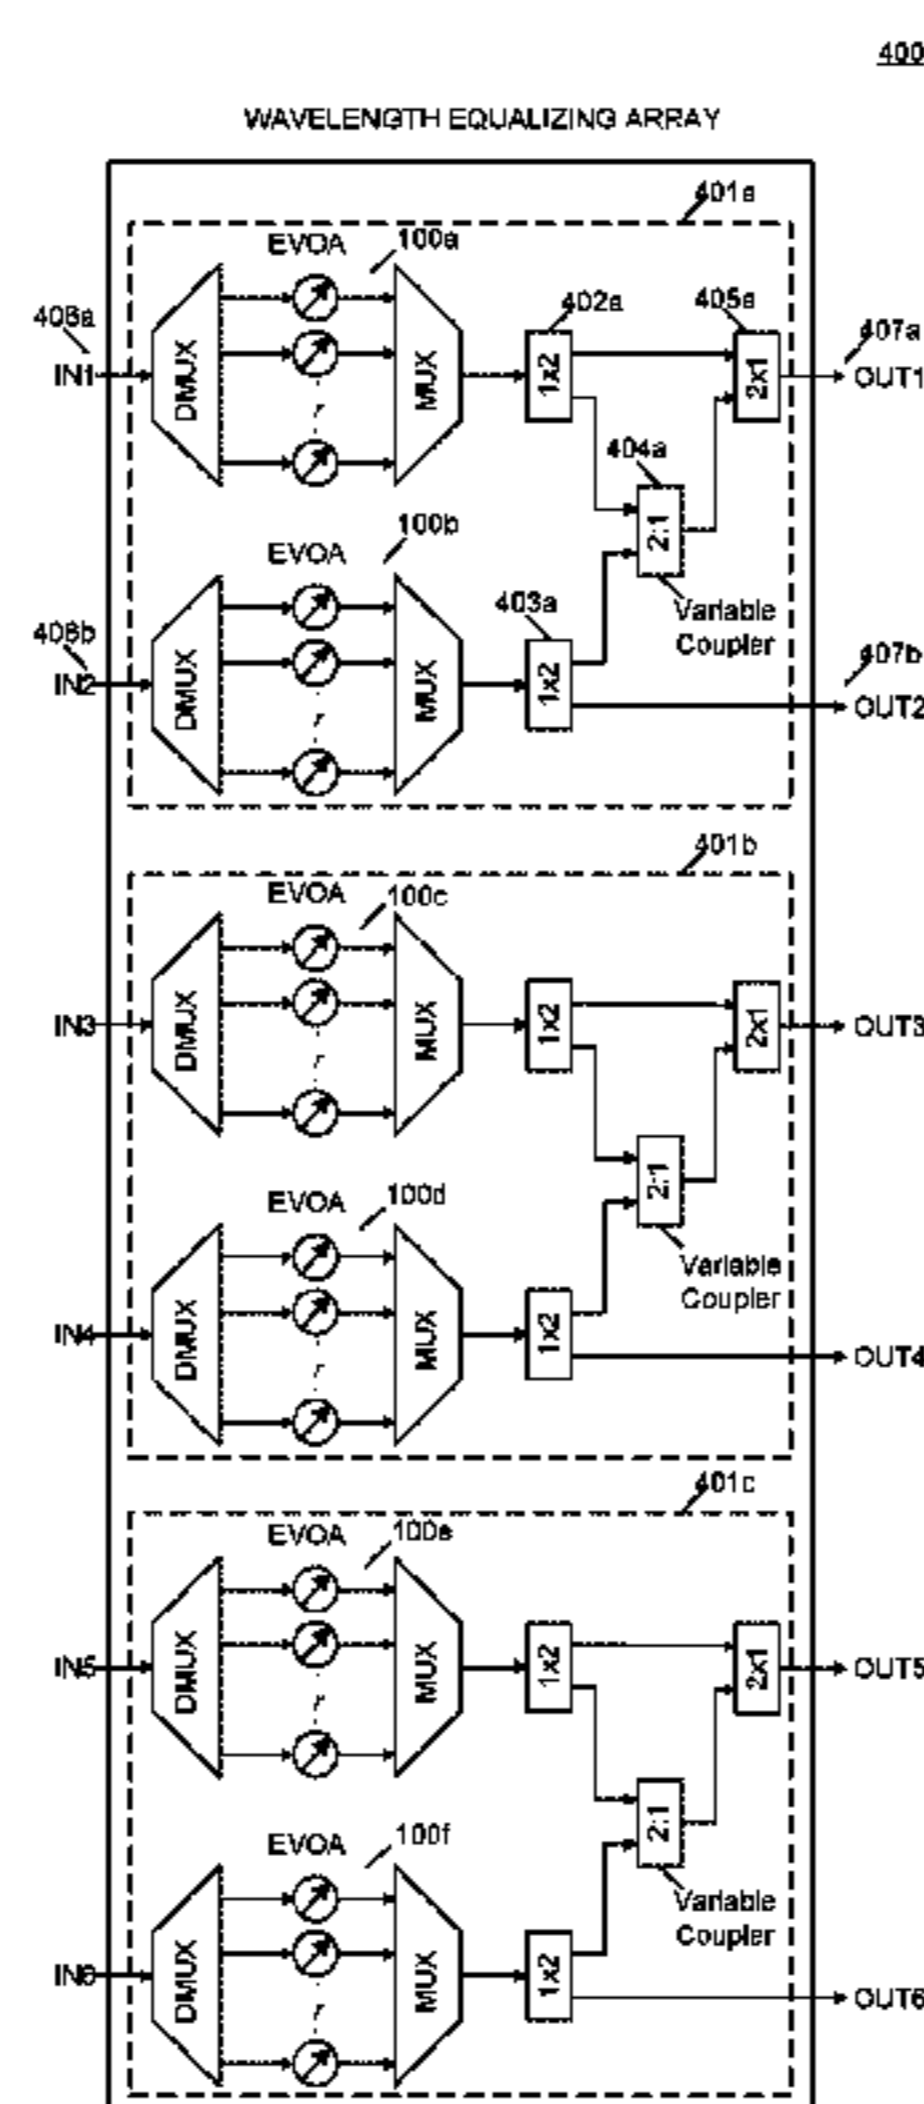 400
WAVELENGTH EQUALIZING ARRAY
401a
EVOA
100a
406a
402a
405a
407a
IN1
DMUX
MUX
1x2
2x1
OUT1
404a
2:1
EVOA
100b
Variable
Coupler
403a
406b
407b
IN2
DMUX
MUX
1x2
OUT2
401b
EVOA
100c
IN3
DMUX
MUX
1x2
2x1
OUT3
2:1
EVOA
100d
Variable
Coupler
IN4
DMUX
MUX
1x2
OUT4
401c
EVOA
100e
IN5
DMUX
MUX
1x2
2x1
OUT5
2:1
EVOA
100f
Variable
Coupler
IN6
DMUX
MUX
1x2
OUT6